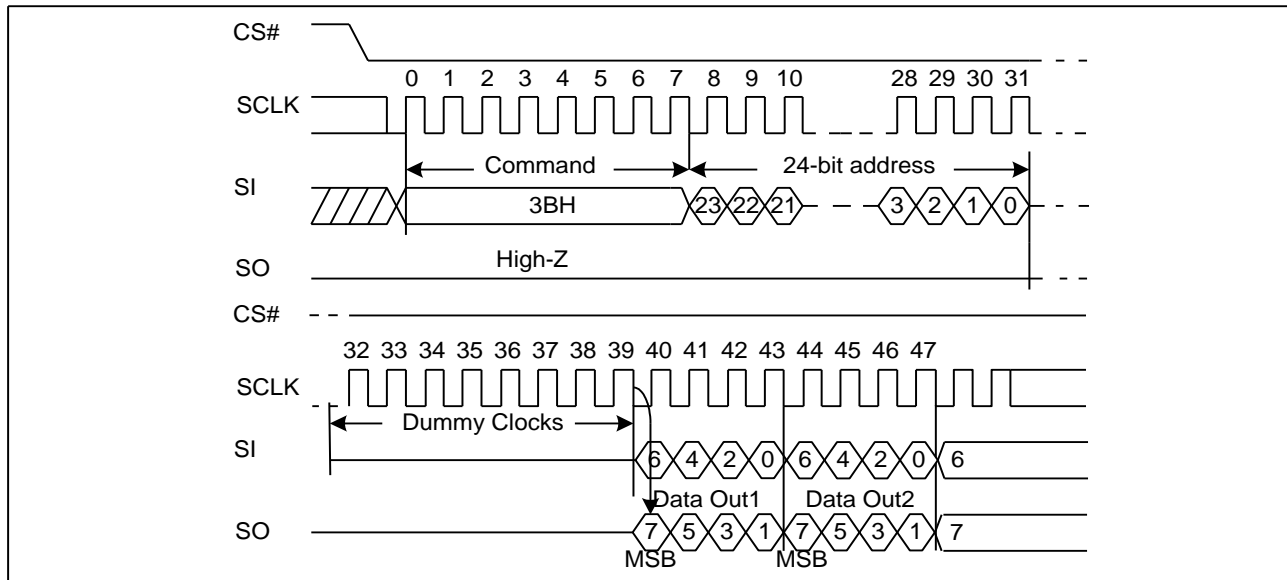 CS#
0 1 2 3 4 5 6 7 8 9 10 28 29 30 31
SCLK
Command 24-bit address
SI
3BH 23 22 21 3 2 1 0
High-Z
SO
CS#
32 33 34 35 36 37 38 39 40 41 42 43 44 45 46 47
SCLK
Dummy Clocks
SI
6 4 2 0 6 4 2 0 6
Data Out1 Data Out2
SO
7 5 3 1 7 5 3 1 7
MSB MSB